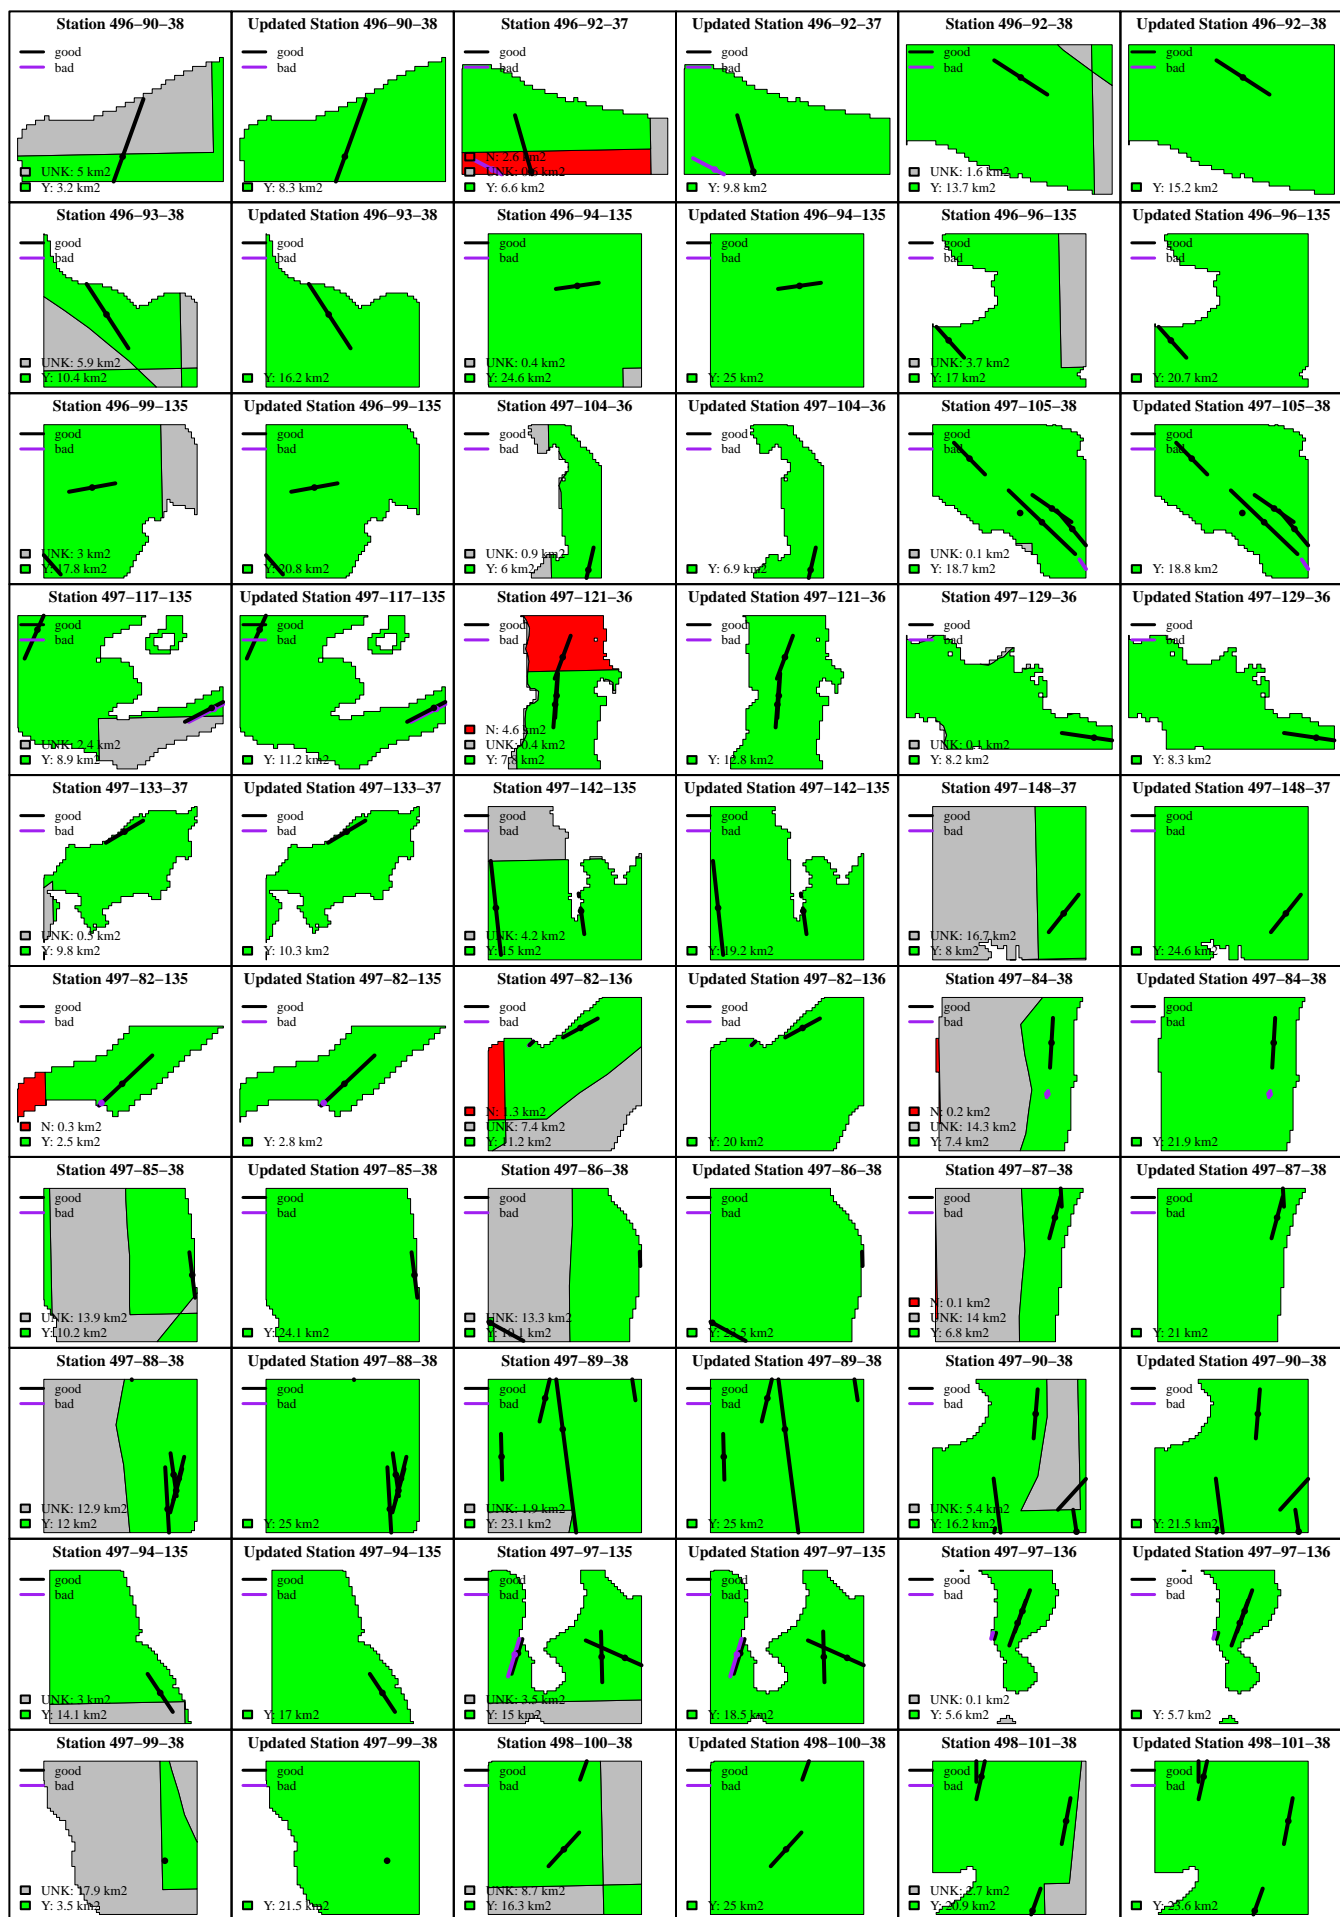 Station 496−90−38
good
bad
UNK: 5 km2
Y: 3.2 km2
Updated Station 496−90−38
good
bad
Y: 8.3 km2
Station 496−92−37
good
bad
N: 2.6 km2
UNK: 0.6 km2
Y: 6.6 km2
Updated Station 496−92−37
good
bad
Y: 9.8 km2
Station 496−92−38
good
bad
UNK: 1.6 km2
Y: 13.7 km2
Updated Station 496−92−38
good
bad
Y: 15.2 km2
Station 496−93−38
good
bad
UNK: 5.9 km2
Y: 10.4 km2
Updated Station 496−93−38
good
bad
Y: 16.2 km2
Station 496−94−135
good
bad
UNK: 0.4 km2
Y: 24.6 km2
Updated Station 496−94−135
good
bad
Y: 25 km2
Station 496−96−135
good
bad
UNK: 3.7 km2
Y: 17 km2
Updated Station 496−96−135
good
bad
Y: 20.7 km2
Station 496−99−135
good
bad
UNK: 3 km2
Y: 17.8 km2
Updated Station 496−99−135
good
bad
Y: 20.8 km2
Station 497−104−36
good
bad
UNK: 0.9 km2
Y: 6 km2
Updated Station 497−104−36
good
bad
Y: 6.9 km2
Station 497−105−38
good
bad
UNK: 0.1 km2
Y: 18.7 km2
Updated Station 497−105−38
good
bad
Y: 18.8 km2
Station 497−117−135
good
bad
UNK: 2.4 km2
Y: 8.9 km2
Updated Station 497−117−135
good
bad
Y: 11.2 km2
Station 497−121−36
good
bad
N: 4.6 km2
UNK: 0.4 km2
Y: 7.8 km2
Updated Station 497−121−36
good
bad
Y: 12.8 km2
Station 497−129−36
good
bad
UNK: 0.1 km2
Y: 8.2 km2
Updated Station 497−129−36
good
bad
Y: 8.3 km2
Station 497−133−37
good
bad
UNK: 0.5 km2
Y: 9.8 km2
Updated Station 497−133−37
good
bad
Y: 10.3 km2
Station 497−142−135
good
bad
UNK: 4.2 km2
Y: 15 km2
Updated Station 497−142−135
good
bad
Y: 19.2 km2
Station 497−148−37
good
bad
UNK: 16.7 km2
Y: 8 km2
Updated Station 497−148−37
good
bad
Y: 24.6 km2
Station 497−82−135
good
bad
N: 0.3 km2
Y: 2.5 km2
Updated Station 497−82−135
good
bad
Y: 2.8 km2
Station 497−82−136
good
bad
N: 1.3 km2
UNK: 7.4 km2
Y: 11.2 km2
Updated Station 497−82−136
good
bad
Y: 20 km2
Station 497−84−38
good
bad
N: 0.2 km2
UNK: 14.3 km2
Y: 7.4 km2
Updated Station 497−84−38
good
bad
Y: 21.9 km2
Station 497−85−38
good
bad
UNK: 13.9 km2
Y: 10.2 km2
Updated Station 497−85−38
good
bad
Y: 24.1 km2
Station 497−86−38
good
bad
UNK: 13.3 km2
Y: 10.1 km2
Updated Station 497−86−38
good
bad
Y: 23.5 km2
Station 497−87−38
good
bad
N: 0.1 km2
UNK: 14 km2
Y: 6.8 km2
Updated Station 497−87−38
good
bad
Y: 21 km2
Station 497−88−38
good
bad
UNK: 12.9 km2
Y: 12 km2
Updated Station 497−88−38
good
bad
Y: 25 km2
Station 497−89−38
good
bad
UNK: 1.9 km2
Y: 23.1 km2
Updated Station 497−89−38
good
bad
Y: 25 km2
Station 497−90−38
good
bad
UNK: 5.4 km2
Y: 16.2 km2
Updated Station 497−90−38
good
bad
Y: 21.5 km2
Station 497−94−135
good
bad
UNK: 3 km2
Y: 14.1 km2
Updated Station 497−94−135
good
bad
Y: 17 km2
Station 497−97−135
good
bad
UNK: 3.5 km2
Y: 15 km2
Updated Station 497−97−135
good
bad
Y: 18.5 km2
Station 497−97−136
good
bad
UNK: 0.1 km2
Y: 5.6 km2
Updated Station 497−97−136
good
bad
Y: 5.7 km2
Station 497−99−38
good
bad
UNK: 17.9 km2
Y: 3.5 km2
Updated Station 497−99−38
good
bad
Y: 21.5 km2
Station 498−100−38
good
bad
UNK: 8.7 km2
Y: 16.3 km2
Updated Station 498−100−38
good
bad
Y: 25 km2
Station 498−101−38
good
bad
UNK: 2.7 km2
Y: 20.9 km2
Updated Station 498−101−38
good
bad
Y: 23.6 km2